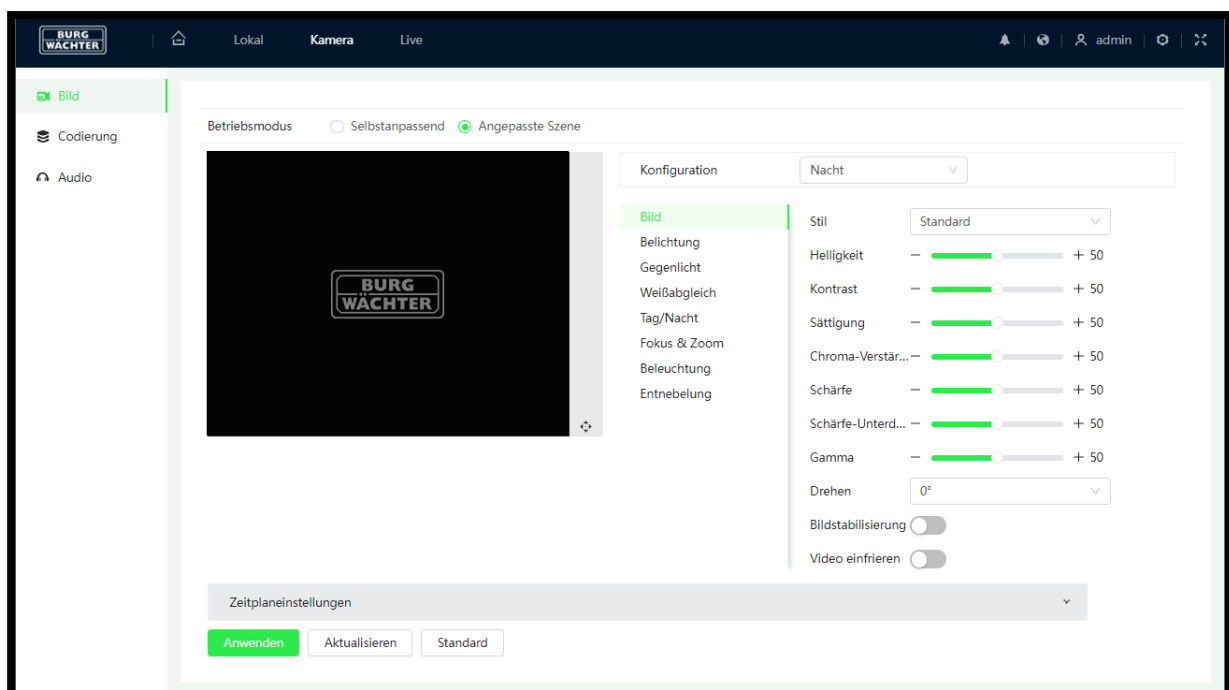 BURG
WÄCHTER
Lokal Kamera Live admin
Bild
Codierung
Audio
Betriebsmodus Selbstanpassend Angepasste Szene
BURG
WÄCHTER
Konfiguration Nacht
Bild
Belichtung
Gegenlicht
Weißabgleich
Tag/Nacht
Fokus & Zoom
Beleuchtung
Entnebelung
Stil Standard
Helligkeit − + 50
Kontrast − + 50
Sättigung − + 50
Chroma-Verstär... − + 50
Schärfe − + 50
Schärfe-Unterd... − + 50
Gamma − + 50
Drehen 0°
Bildstabilisierung
Video einfrieren
Zeitplaneinstellungen
Anwenden Aktualisieren Standard